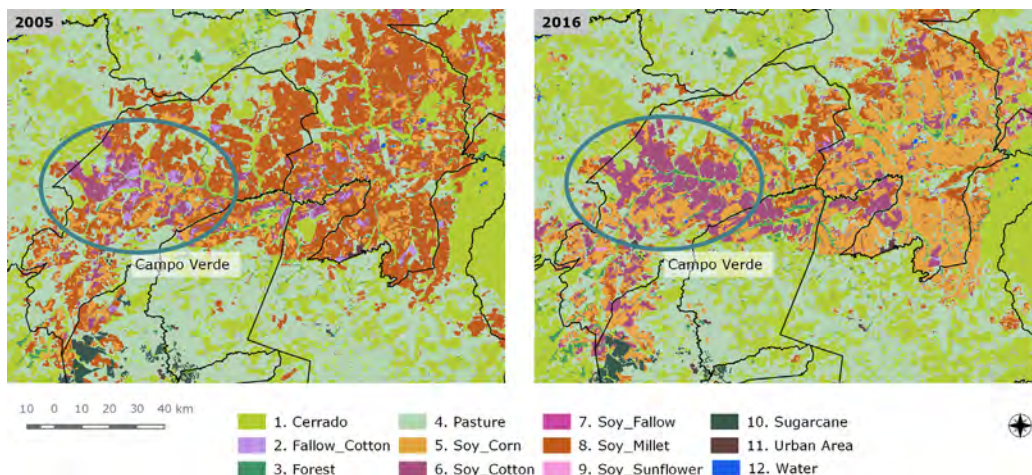 2005
2016
Campo Verde
Campo Verde
10 0 10 20 30 40 km
1. Cerrado
2. Fallow_Cotton
3. Forest
4. Pasture
5. Soy_Corn
6. Soy_Cotton
7. Soy_Fallow
8. Soy_Millet
9. Soy_Sunflower
10. Sugarcane
11. Urban Area
12. Water